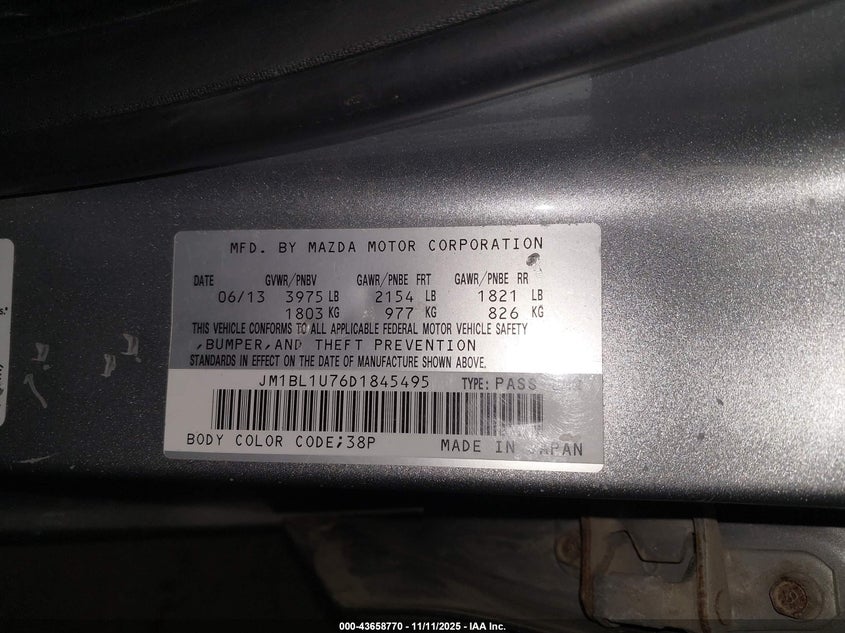 MFD. BY MAZDA MOTOR CORPORATION
DATE GVWR/PNBV GAWR/PNBE FRT GAWR/PNBE RR
06/13 3975 LB 2154 LB 1821 LB
1803 KG 977 KG 826 KG
THIS VEHICLE CONFORMS TO ALL APPLICABLE FEDERAL MOTOR VEHICLE SAFETY
,BUMPER,AND THEFT PREVENTION
STANDARDS IN EFFECT ON THE DATE OF MANUFACTURE SHOWN ABOVE.
JM1BL1U76D1845495 TYPE: PASS
BODY COLOR CODE;38P MADE IN JAPAN
000-43658770 - 11/11/2025 - IAA Inc.